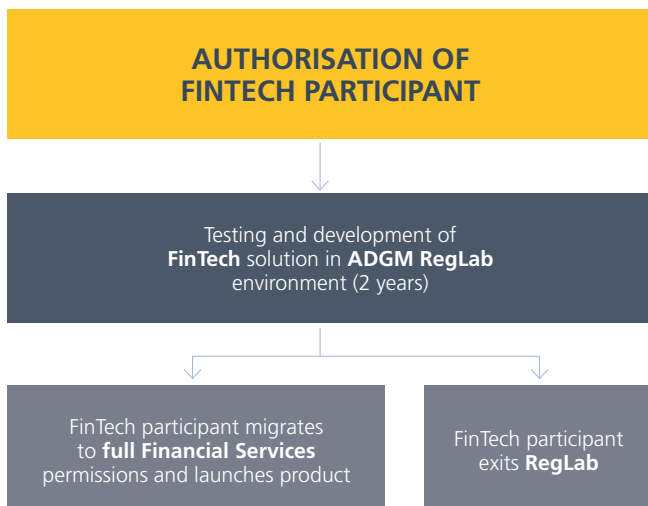 AUTHORISATION OF
FINTECH PARTICIPANT
Testing and development of
FinTech solution in ADGM RegLab
environment (2 years)
FinTech participant migrates
to full Financial Services
permissions and launches product
FinTech participant
exits RegLab